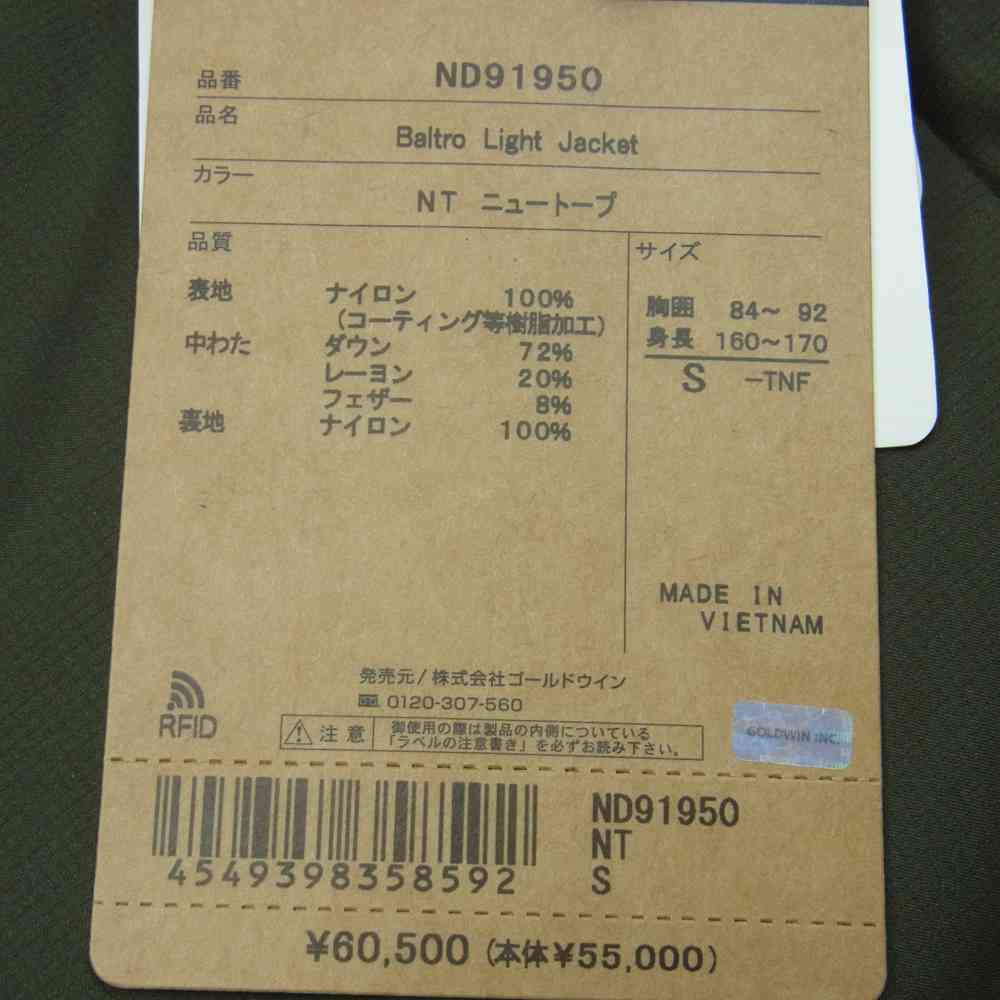 品番 ND91950
品名 Baltro Light Jacket
カラー NT ニュートープ
品質
表地 ナイロン 100%
(コーティング等樹脂加工)
中わた ダウン 72%
レーヨン 20%
フェザー 8%
裏地 ナイロン 100%
サイズ
胸囲 84～ 92
身長 160～170
S -TNF
MADE IN
VIETNAM
発売元/株式会社ゴールドウイン
0120-307-560
RFID
注意 御使用の際は製品の内側についている
「ラベルの注意書き」を必ずお読み下さい。
GOLDWIN INC.
4549398358592
ND91950
NT
S
¥60,500 (本体¥55,000)